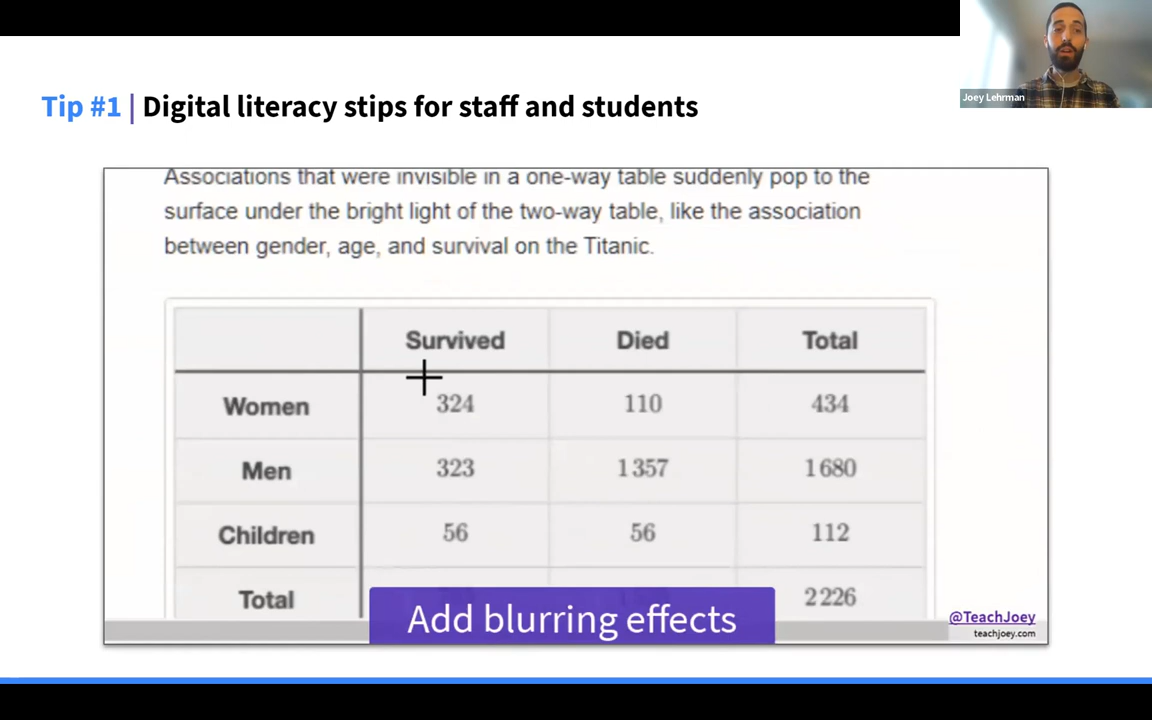 Joey Lehrman
Tip #1 | Digital literacy stips for staff and students
Associations that were invisible in a one-way table suddenly pop to the
surface under the bright light of the two-way table, like the association
between gender, age, and survival on the Titanic.
Survived Died Total
Women 324 110 434
Men 323 1357 1680
Children 56 56 112
Total 2226
Add blurring effects
@TeachJoey
teachjoey.com